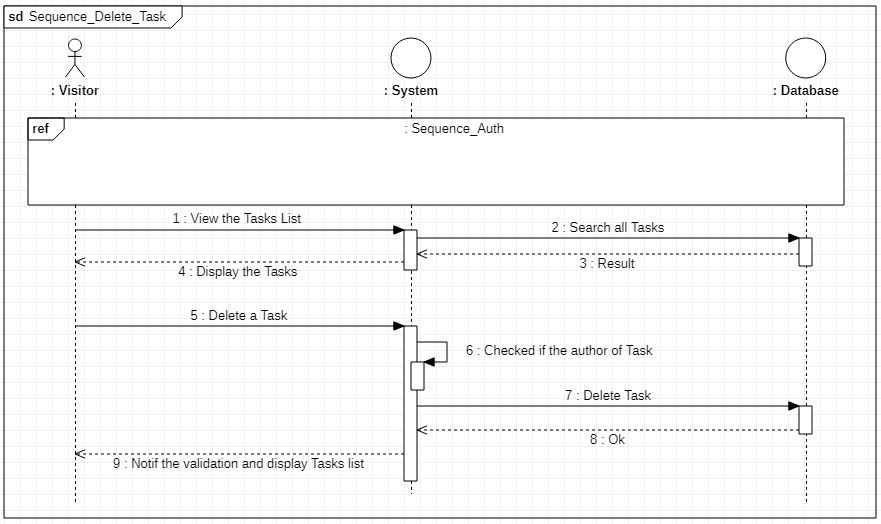 sd Sequence_Delete_Task
: Visitor
: System
: Database
ref
: Sequence_Auth
1 : View the Tasks List
2 : Search all Tasks
3 : Result
4 : Display the Tasks
5 : Delete a Task
6 : Checked if the author of Task
7 : Delete Task
8 : Ok
9 : Notif the validation and display Tasks list